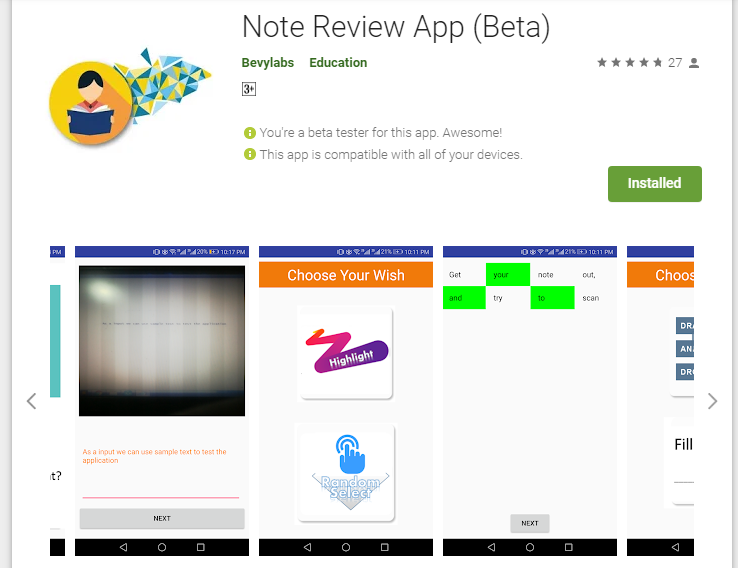 Note Review App (Beta)
Bevylabs Education
27
3+
You're a beta tester for this app. Awesome!
This app is compatible with all of your devices.
Installed
PM
t?
20% 10:17 PM
As a input we can use sample text to test the
application
NEXT
21% 10:11 PM
Choose Your Wish
Highlight
Random
Select
21% 10:11 PM
Get your note out,
and try to scan
NEXT
Choos
DRA
ANA
DRO
Fill